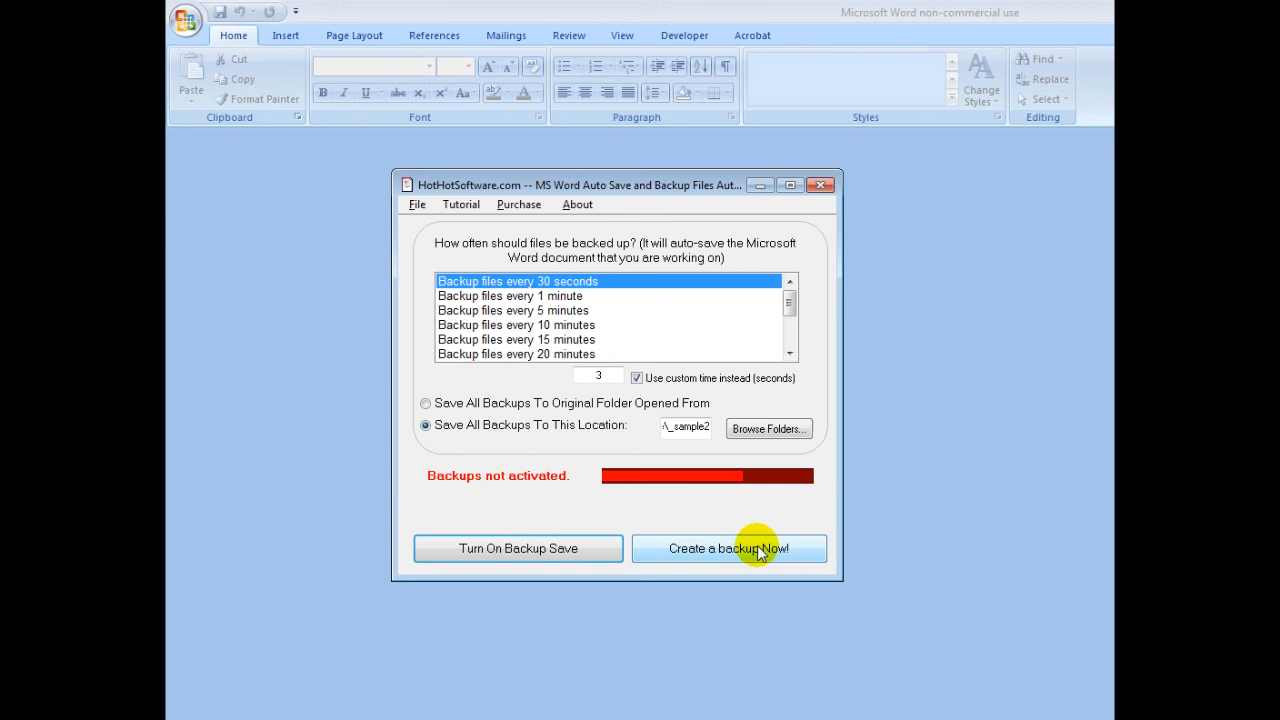 Microsoft Word non-commercial use
Home Insert Page Layout References Mailings Review View Developer Acrobat
Cut
Copy
Format Painter
Paste
Find
Replace
Select
Change Styles
Clipboard Font Paragraph Styles Editing
HotHotSoftware.com -- MS Word Auto Save and Backup Files Aut...
File Tutorial Purchase About
How often should files be backed up? (It will auto-save the Microsoft
Word document that you are working on)
Backup files every 30 seconds
Backup files every 1 minute
Backup files every 5 minutes
Backup files every 10 minutes
Backup files every 15 minutes
Backup files every 20 minutes
3 Use custom time instead (seconds)
Save All Backups To Original Folder Opened From
Save All Backups To This Location: :\_sample2 Browse Folders...
Backups not activated.
Turn On Backup Save Create a backup Now!